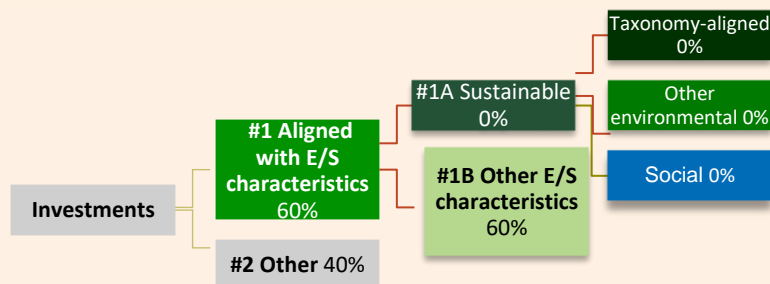 Investments
#1 Aligned
with E/S
characteristics
60%
#2 Other 40%
#1A Sustainable
0%
#1B Other E/S
characteristics
60%
Taxonomy-aligned
0%
Other
environmental 0%
Social 0%